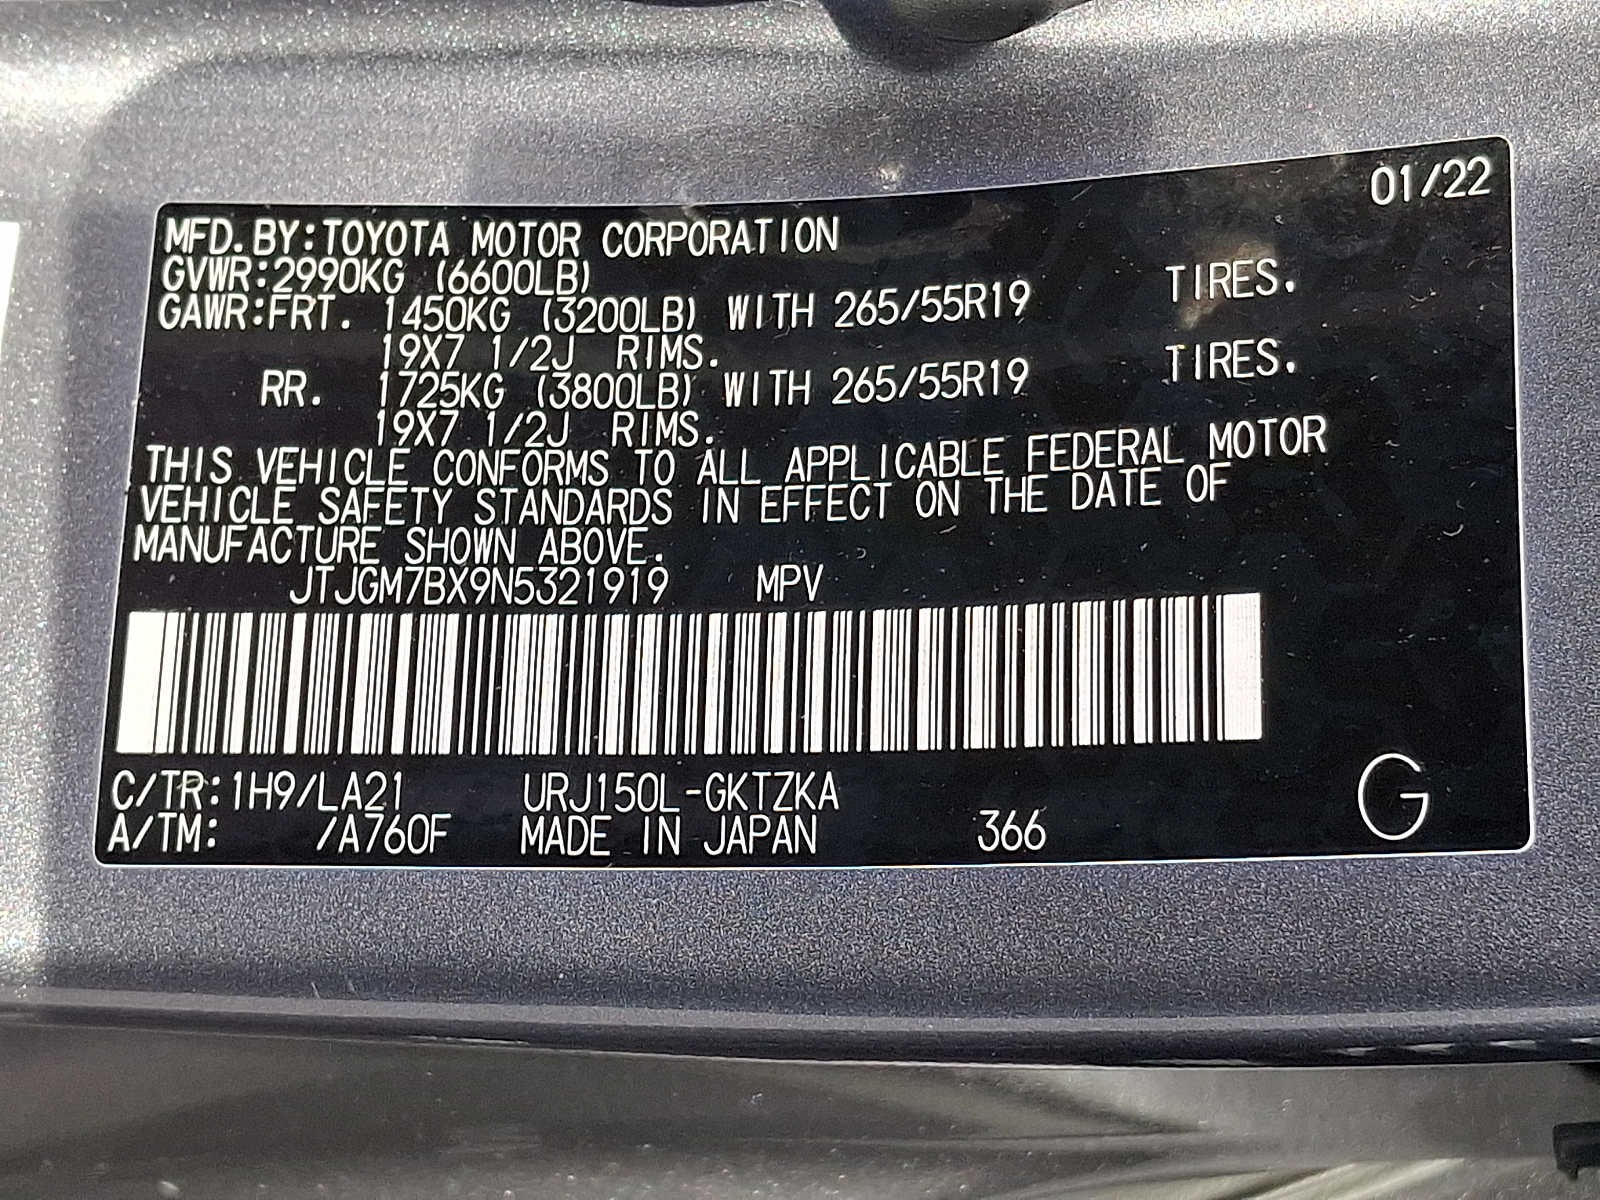 01/22
MFD.BY:TOYOTA MOTOR CORPORATION
GVWR:2990KG (6600LB)
GAWR:FRT. 1450KG (3200LB) WITH 265/55R19 TIRES.
19X7 1/2J RIMS.
RR. 1725KG (3800LB) WITH 265/55R19 TIRES.
19X7 1/2J RIMS.
THIS VEHICLE CONFORMS TO ALL APPLICABLE FEDERAL MOTOR
VEHICLE SAFETY STANDARDS IN EFFECT ON THE DATE OF
MANUFACTURE SHOWN ABOVE.
JTJGM7BX9N5321919 MPV
C/TR:1H9/LA21 URJ150L-GKTZKA
A/TM: /A760F MADE IN JAPAN 366
G